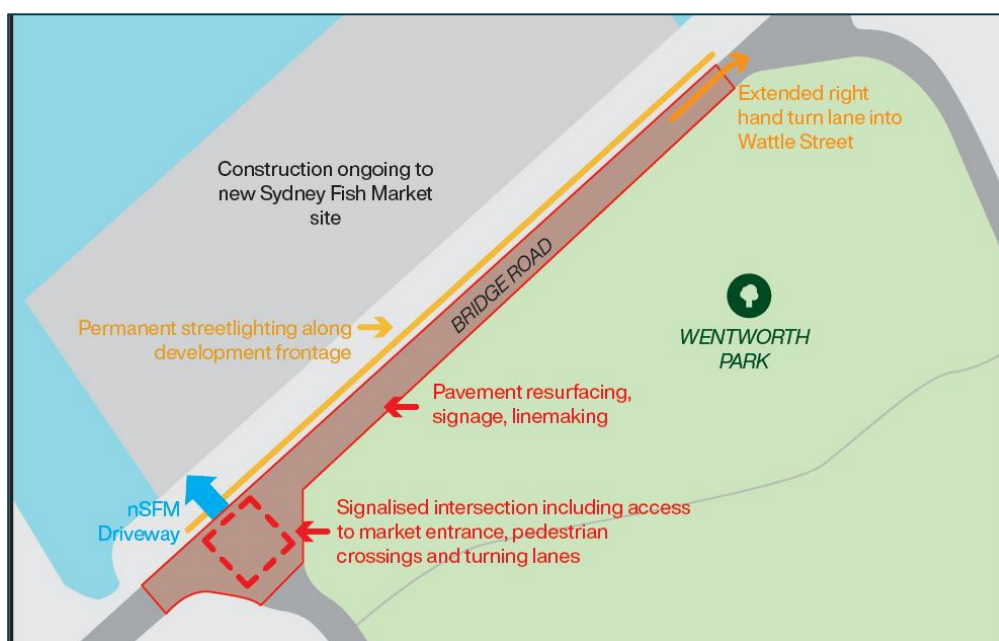 Extended right
hand turn lane into
Wattle Street
Construction ongoing to
new Sydney Fish Market
site
BRIDGE ROAD
WENTWORTH
PARK
Permanent streetlighting along
development frontage
Pavement resurfacing,
signage, linemaking
nSFM
Driveway
Signalised intersection including access
to market entrance, pedestrian
crossings and turning lanes